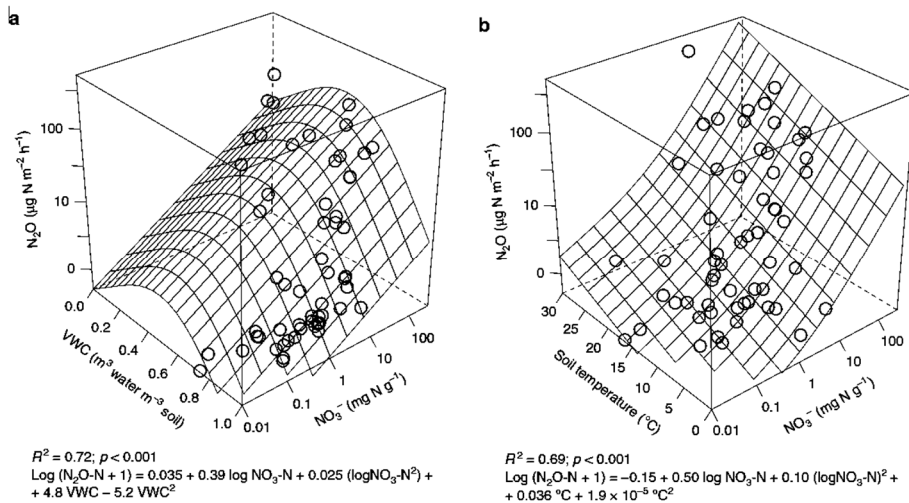 a
N₂O (µg N m⁻² h⁻¹)
100
10
0
0.0
0.2
0.4
0.6
0.8
1.0
VWC (m³ water m⁻³ soil)
0.01
0.1
1
10
100
NO₃⁻ (mg N g⁻¹)
R² = 0.72; p < 0.001
Log (N₂O-N + 1) = 0.035 + 0.39 log NO₃-N + 0.025 (logNO₃-N²) +
+ 4.8 VWC – 5.2 VWC²
b
N₂O (µg N m⁻² h⁻¹)
100
10
0
30
25
20
15
10
5
0
Soil temperature (°C)
0.01
0.1
1
10
100
NO₃⁻ (mg N g⁻¹)
R² = 0.69; p < 0.001
Log (N₂O-N + 1) = –0.15 + 0.50 log NO₃-N + 0.10 (logNO₃-N)² +
+ 0.036 °C + 1.9 × 10⁻⁵ °C²